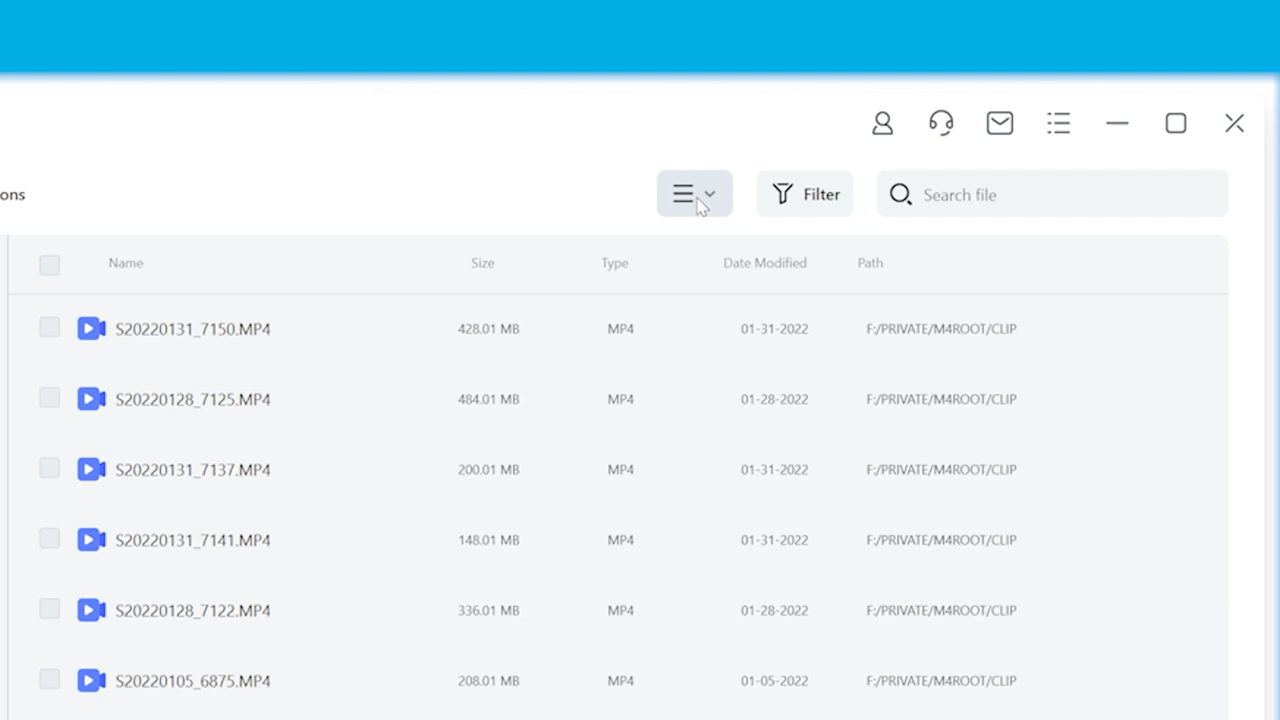 ons
Filter
Search file
Name Size Type Date Modified Path
S20220131_7150.MP4 428.01 MB MP4 01-31-2022 F:/PRIVATE/M4ROOT/CLIP
S20220128_7125.MP4 484.01 MB MP4 01-28-2022 F:/PRIVATE/M4ROOT/CLIP
S20220131_7137.MP4 200.01 MB MP4 01-31-2022 F:/PRIVATE/M4ROOT/CLIP
S20220131_7141.MP4 148.01 MB MP4 01-31-2022 F:/PRIVATE/M4ROOT/CLIP
S20220128_7122.MP4 336.01 MB MP4 01-28-2022 F:/PRIVATE/M4ROOT/CLIP
S20220105_6875.MP4 208.01 MB MP4 01-05-2022 F:/PRIVATE/M4ROOT/CLIP